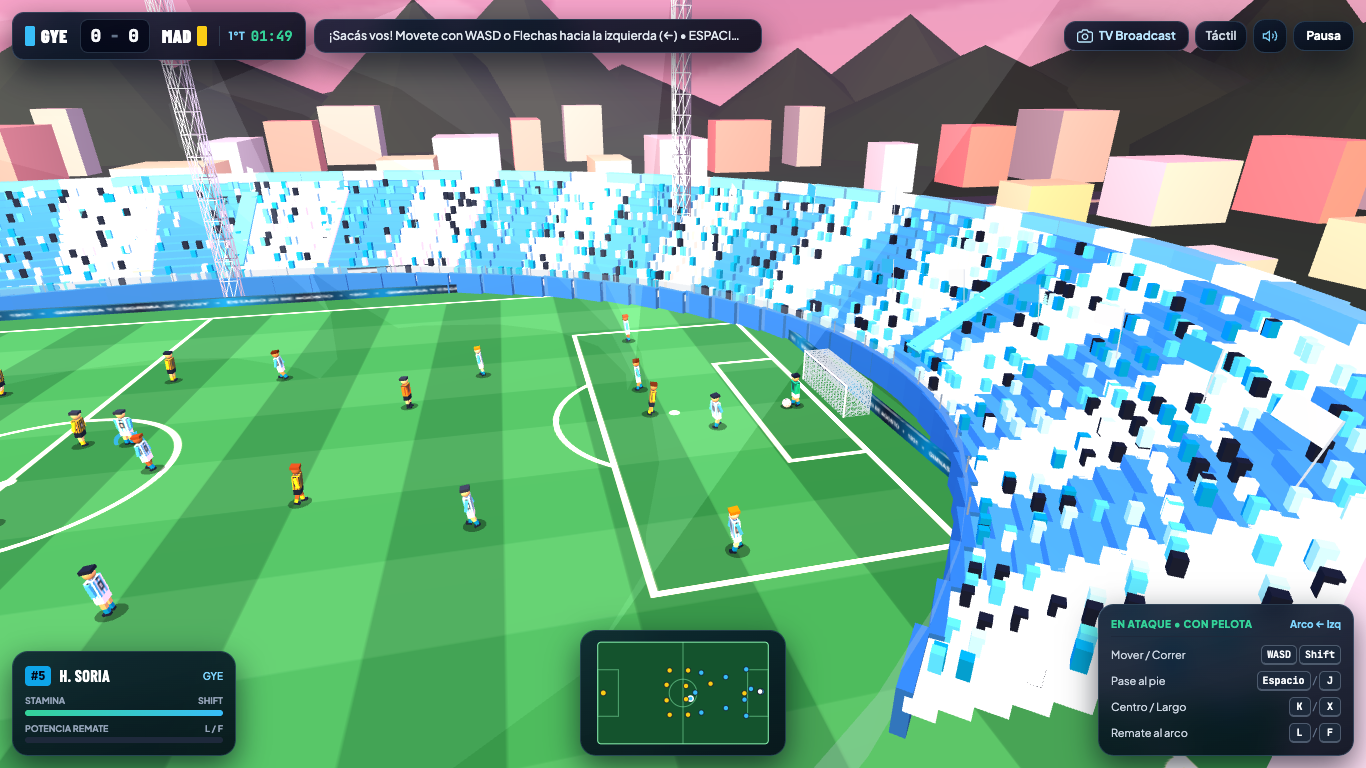 GYE 0 - 0 MAD 1°T 01:49
¡Sacás vos! Movete con WASD o Flechas hacia la izquierda (←) • ESPACI...
TV Broadcast
Táctil
Pausa
#5 H. SORIA GYE
STAMINA SHIFT
POTENCIA REMATE L / F
EN ATAQUE • CON PELOTA Arco ← Izq
Mover / Correr WASD Shift
Pase al pie Espacio / J
Centro / Largo K / X
Remate al arco L / F